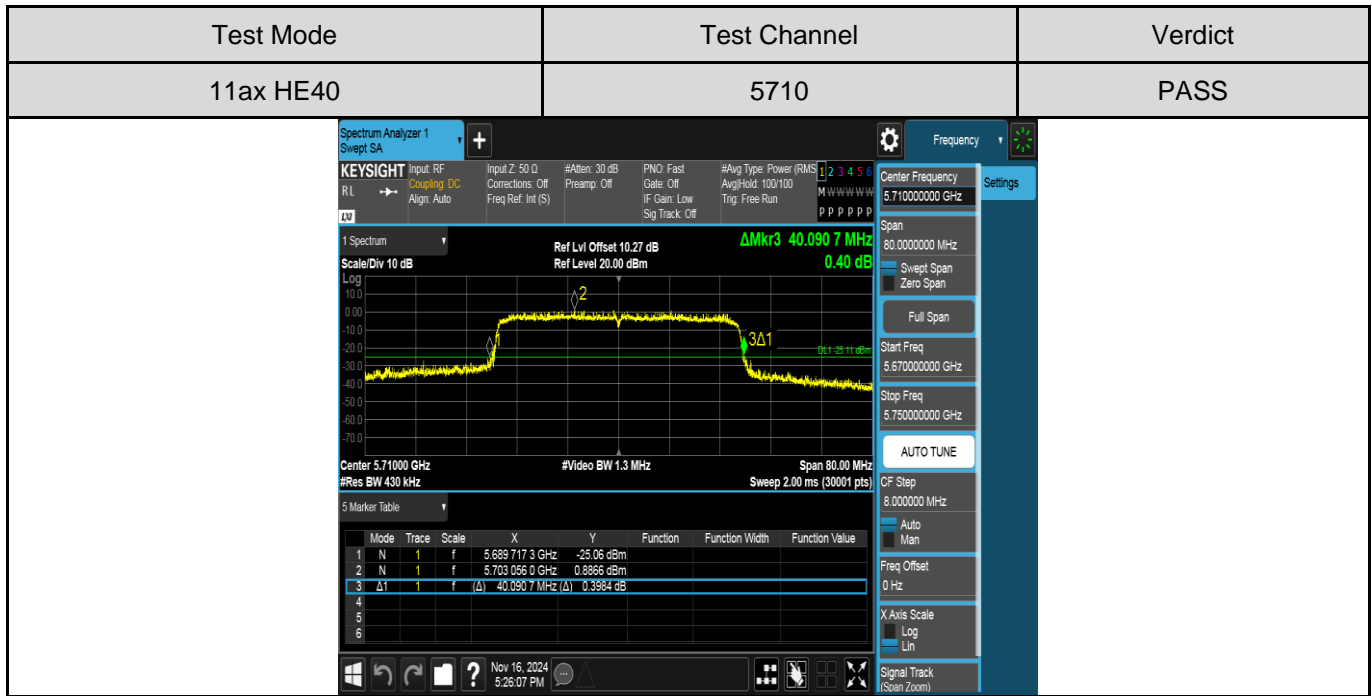 Test Mode Test Channel Verdict
11ax HE40 5710 PASS
Spectrum Analyzer 1
Swept SA
+
Frequency
KEYSIGHT
RL
LXI
Input: RF
Coupling: DC
Align: Auto
Input Z: 50 Ω
Corrections: Off
Freq Ref: Int (S)
#Atten: 30 dB
Preamp: Off
PNO: Fast
Gate: Off
IF Gain: Low
Sig Track: Off
#Avg Type: Power (RMS
Avg|Hold: 100/100
Trig: Free Run
1 2 3 4 5 6
M W W W W W
P P P P P P
1 Spectrum
Scale/Div 10 dB
Ref Lvl Offset 10.27 dB
Ref Level 20.00 dBm
ΔMkr3 40.090 7 MHz
0.40 dB
Log
10.0
0.00
-10.0
-20.0
-30.0
-40.0
-50.0
-60.0
-70.0
2
1
3Δ1
DL1 -25.11 dBm
Center 5.71000 GHz #Video BW 1.3 MHz Span 80.00 MHz
#Res BW 430 kHz Sweep 2.00 ms (30001 pts)
5 Marker Table
Mode Trace Scale X Y Function Function Width Function Value
1 N 1 f 5.689 717 3 GHz -25.06 dBm
2 N 1 f 5.703 056 0 GHz 0.8866 dBm
3 Δ1 1 f (Δ) 40.090 7 MHz (Δ) 0.3984 dB
4
5
6
?
Nov 16, 2024
5:26:07 PM
Center Frequency
5.710000000 GHz
Settings
Span
80.0000000 MHz
Swept Span
Zero Span
Full Span
Start Freq
5.670000000 GHz
Stop Freq
5.750000000 GHz
AUTO TUNE
CF Step
8.000000 MHz
Auto
Man
Freq Offset
0 Hz
X Axis Scale
Log
Lin
Signal Track
(Span Zoom)